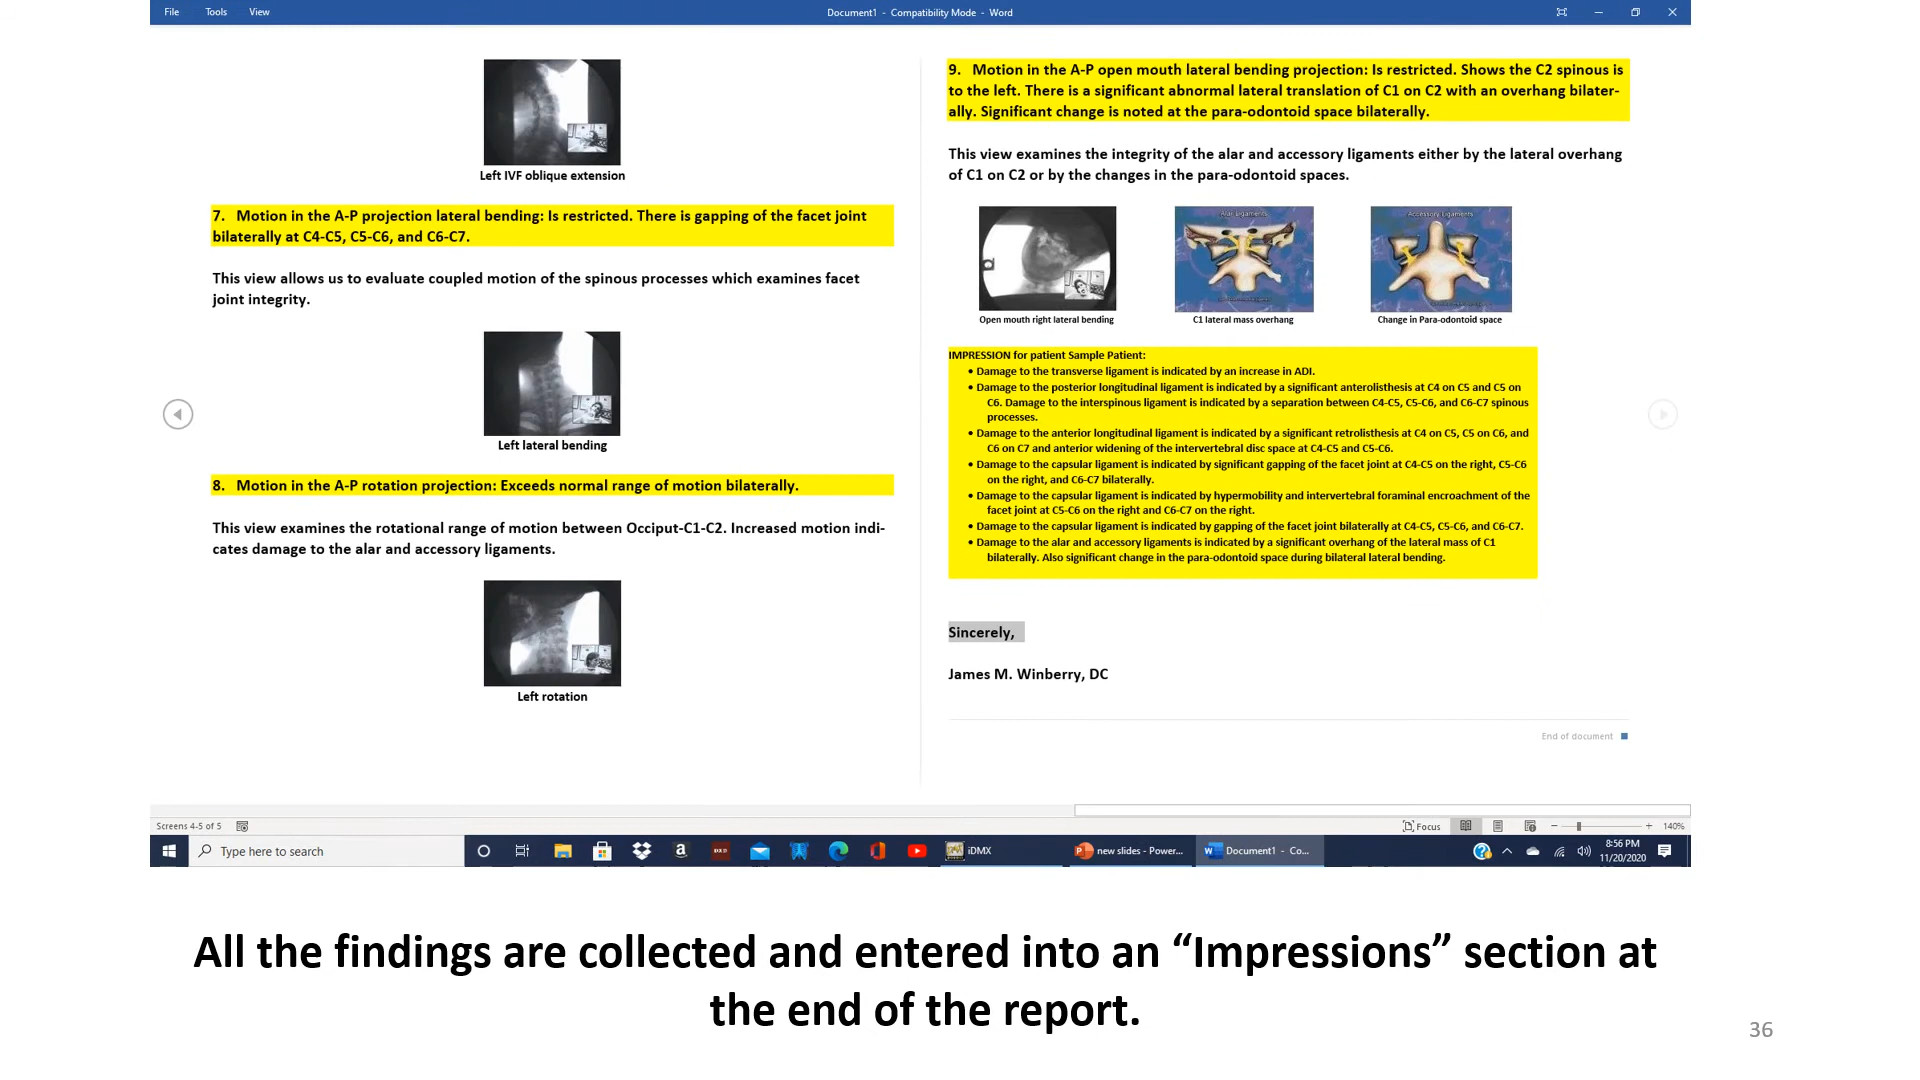 File Tools View
Document1 - Compatibility Mode - Word
Left IVF oblique extension
7. Motion in the A-P projection lateral bending: Is restricted. There is gapping of the facet joint
bilaterally at C4-C5, C5-C6, and C6-C7.
This view allows us to evaluate coupled motion of the spinous processes which examines facet
joint integrity.
Left lateral bending
8. Motion in the A-P rotation projection: Exceeds normal range of motion bilaterally.
This view examines the rotational range of motion between Occiput-C1-C2. Increased motion indi-
cates damage to the alar and accessory ligaments.
Left rotation
9. Motion in the A-P open mouth lateral bending projection: Is restricted. Shows the C2 spinous is
to the left. There is a significant abnormal lateral translation of C1 on C2 with an overhang bilater-
ally. Significant change is noted at the para-odontoid space bilaterally.
This view examines the integrity of the alar and accessory ligaments either by the lateral overhang
of C1 on C2 or by the changes in the para-odontoid spaces.
Alar Ligaments
Accessory Ligaments
Open mouth right lateral bending
C1 lateral mass overhang
Change in Para-odontoid space
IMPRESSION for patient Sample Patient:
• Damage to the transverse ligament is indicated by an increase in ADI.
• Damage to the posterior longitudinal ligament is indicated by a significant anterolisthesis at C4 on C5 and C5 on
C6. Damage to the interspinous ligament is indicated by a separation between C4-C5, C5-C6, and C6-C7 spinous
processes.
• Damage to the anterior longitudinal ligament is indicated by a significant retrolisthesis at C4 on C5, C5 on C6, and
C6 on C7 and anterior widening of the intervertebral disc space at C4-C5 and C5-C6.
• Damage to the capsular ligament is indicated by significant gapping of the facet joint at C4-C5 on the right, C5-C6
on the right, and C6-C7 bilaterally.
• Damage to the capsular ligament is indicated by hypermobility and intervertebral foraminal encroachment of the
facet joint at C5-C6 on the right and C6-C7 on the right.
• Damage to the capsular ligament is indicated by gapping of the facet joint bilaterally at C4-C5, C5-C6, and C6-C7.
• Damage to the alar and accessory ligaments is indicated by a significant overhang of the lateral mass of C1
bilaterally. Also significant change in the para-odontoid space during bilateral lateral bending.
Sincerely,
James M. Winberry, DC
End of document
Screens 4-5 of 5
Focus
140%
Type here to search
iDMX
new slides - Power...
Document1 - Co...
8:56 PM
11/20/2020
All the findings are collected and entered into an “Impressions” section at
the end of the report.
36